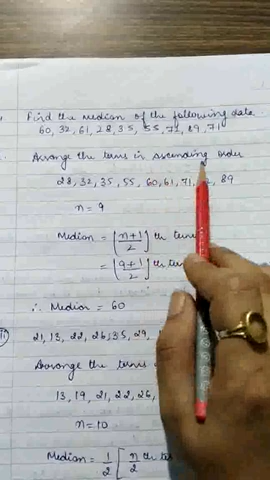 Find the Median of the following data
60, 32, 61, 28, 35, 55, 72, 89, 71
Arrange the terms in ascending order
28, 32, 35, 55, 60, 61, 71, 89
n = 9
Median = [n+1/2] th term
= [9+1/2] th term
∴ Median = 60
21, 13, 22, 26, 35, 29,
Arrange the terms
13, 19, 21, 22, 26,
n = 10
Median = 1/2 [n/2 th